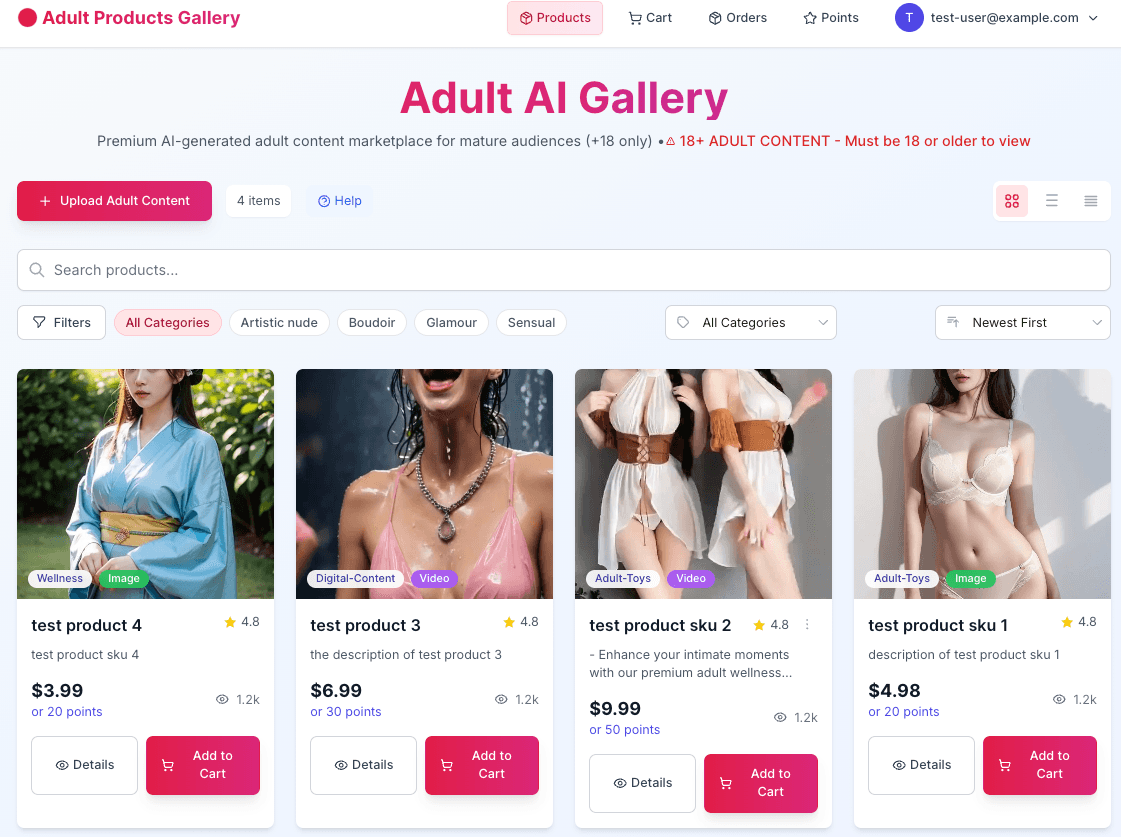 Adult Products Gallery
Products
Cart
Orders
Points
T
test-user@example.com
Adult AI Gallery
Premium AI-generated adult content marketplace for mature audiences (+18 only) • ⚠ 18+ ADULT CONTENT - Must be 18 or older to view
+ Upload Adult Content
4 items
Help
Search products...
Filters
All Categories
Artistic nude
Boudoir
Glamour
Sensual
All Categories
Newest First
Wellness
Image
test product 4
4.8
test product sku 4
$3.99
1.2k
or 20 points
Details
Add to
Cart
Digital-Content
Video
test product 3
4.8
the description of test product 3
$6.99
1.2k
or 30 points
Details
Add to
Cart
Adult-Toys
Video
test product sku 2
4.8
- Enhance your intimate moments
with our premium adult wellness...
$9.99
1.2k
or 50 points
Details
Add to
Cart
Adult-Toys
Image
test product sku 1
4.8
description of test product sku 1
$4.98
1.2k
or 20 points
Details
Add to
Cart